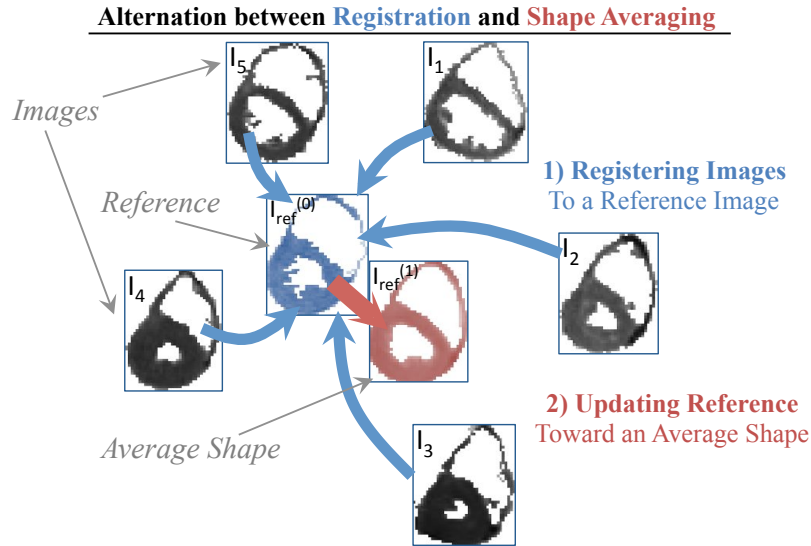 Alternation between Registration and Shape Averaging
I5
I1
Images
1) Registering Images
To a Reference Image
Reference
Iref(0)
I2
Iref(1)
I4
2) Updating Reference
Toward an Average Shape
Average Shape
I3